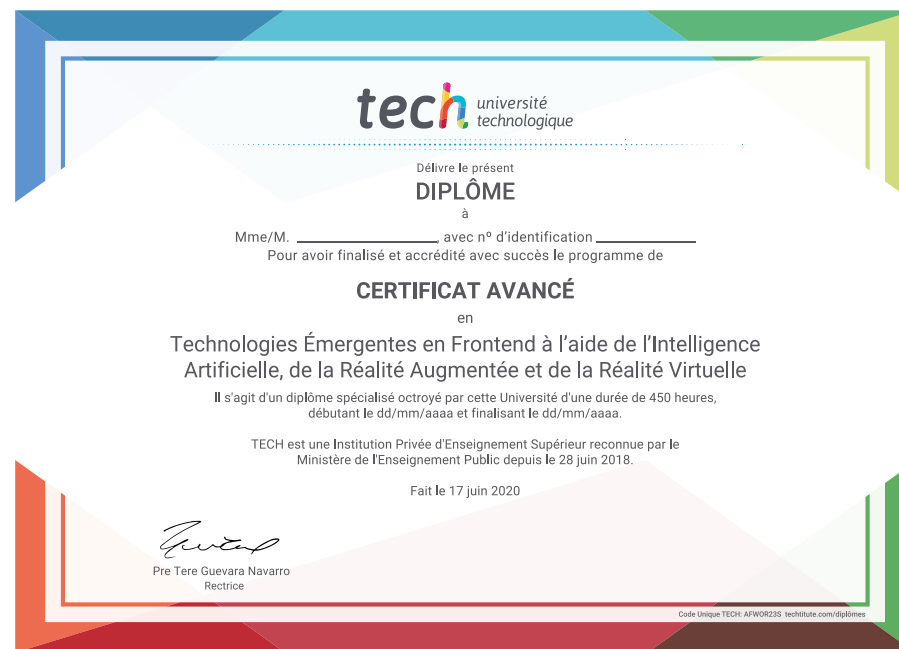 tech université
technologique
Délivre le présent
DIPLÔME
à
Mme/M. ________________, avec nº d'identification ____________
Pour avoir finalisé et accrédité avec succès le programme de
CERTIFICAT AVANCÉ
en
Technologies Émergentes en Frontend à l'aide de l'Intelligence
Artificielle, de la Réalité Augmentée et de la Réalité Virtuelle
Il s'agit d'un diplôme spécialisé octroyé par cette Université d'une durée de 450 heures,
débutant le dd/mm/aaaa et finalisant le dd/mm/aaaa.
TECH est une Institution Privée d'Enseignement Supérieur reconnue par le
Ministère de l'Enseignement Public depuis le 28 juin 2018.
Fait le 17 juin 2020
Pre Tere Guevara Navarro
Rectrice
Code Unique TECH: AFWOR23S techtitute.com/diplômes